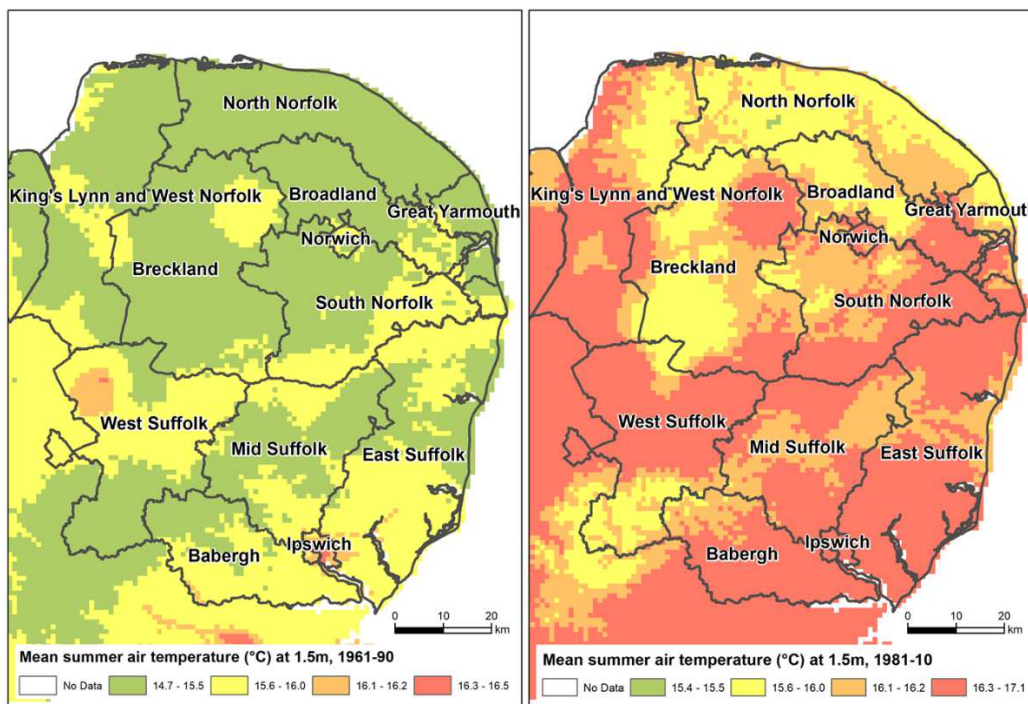 North Norfolk
King's Lynn and West Norfolk
Broadland
Great Yarmouth
Norwich
Breckland
South Norfolk
West Suffolk
Mid Suffolk
East Suffolk
Babergh
Ipswich
0 10 20
km
Mean summer air temperature (°C) at 1.5m, 1961-90
No Data 14.7 - 15.5 15.6 - 16.0 16.1 - 16.2 16.3 - 16.5
North Norfolk
King's Lynn and West Norfolk
Broadland
Great Yarmout
Norwich
Breckland
South Norfolk
West Suffolk
Mid Suffolk
East Suffolk
Babergh
Ipswich
0 10 20
km
Mean summer air temperature (°C) at 1.5m, 1981-10
No Data 15.4 - 15.5 15.6 - 16.0 16.1 - 16.2 16.3 - 17.1